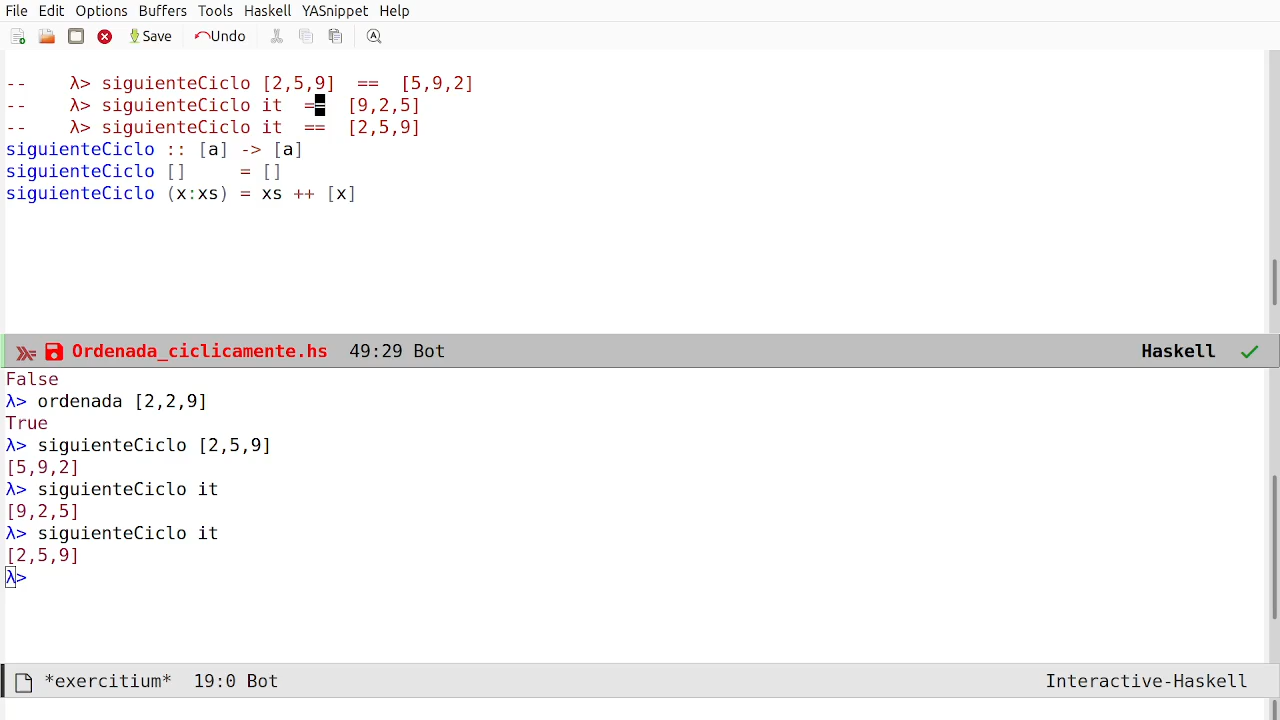 File Edit Options Buffers Tools Haskell YASnippet Help
Save Undo
--    λ> siguienteCiclo [2,5,9]  ==  [5,9,2]
--    λ> siguienteCiclo it  ==  [9,2,5]
--    λ> siguienteCiclo it  ==  [2,5,9]
siguienteCiclo :: [a] -> [a]
siguienteCiclo []     = []
siguienteCiclo (x:xs) = xs ++ [x]
Ordenada_ciclicamente.hs  49:29 Bot Haskell
False
λ> ordenada [2,2,9]
True
λ> siguienteCiclo [2,5,9]
[5,9,2]
λ> siguienteCiclo it
[9,2,5]
λ> siguienteCiclo it
[2,5,9]
λ>
*exercitium*  19:0 Bot Interactive-Haskell